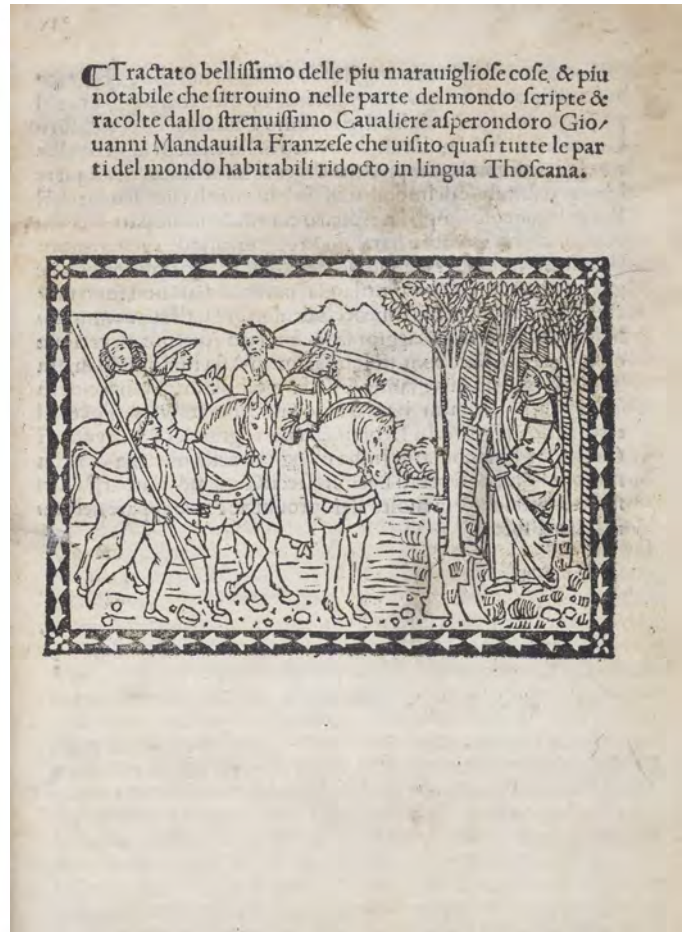 ⁌Tractato bellissimo delle piu marauigliose cose, & piu
notabile che sitrouino nelle parte delmondo scripte &
racolte dallo strenuissimo Caualiere asperondoro Gio/
uanni Mandauilla Franzese che uisito quasi tutte le par
ti del mondo habitabili ridocto in lingua Thoscana.